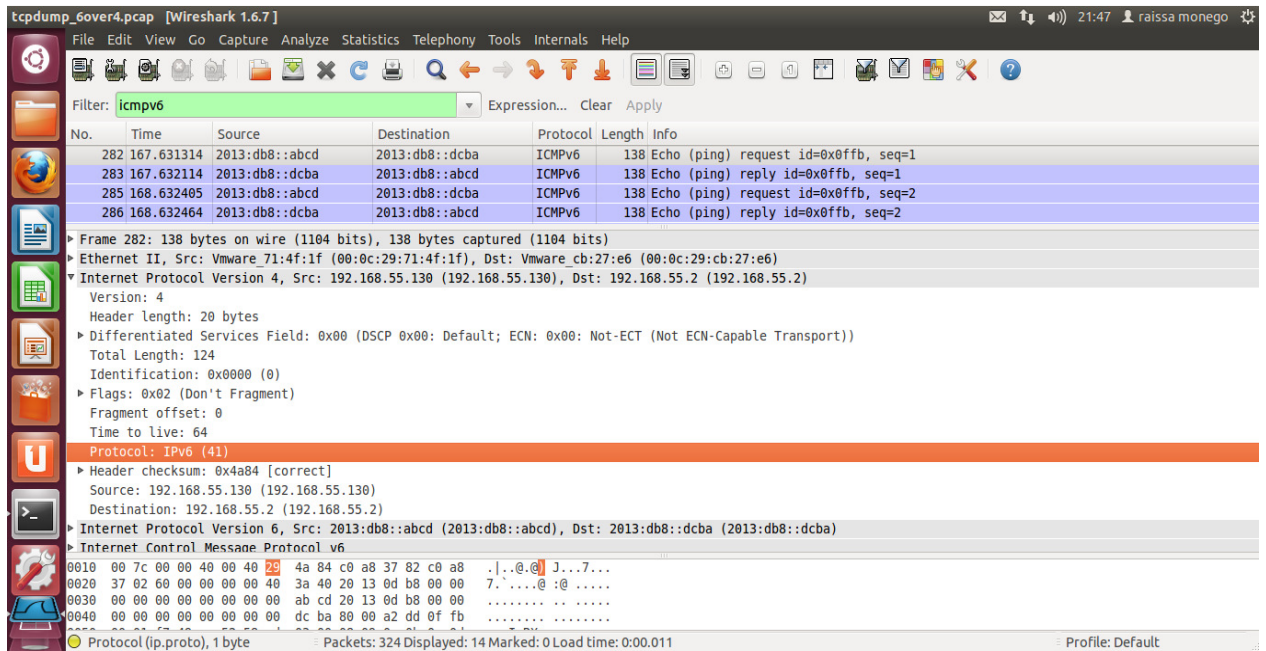 tcpdump_6over4.pcap [Wireshark 1.6.7]
21:47 raissa monego
File Edit View Go Capture Analyze Statistics Telephony Tools Internals Help
Filter: icmpv6 Expression... Clear Apply
No. Time Source Destination Protocol Length Info
282 167.631314 2013:db8::abcd 2013:db8::dcba ICMPv6 138 Echo (ping) request id=0x0ffb, seq=1
283 167.632114 2013:db8::dcba 2013:db8::abcd ICMPv6 138 Echo (ping) reply id=0x0ffb, seq=1
285 168.632405 2013:db8::abcd 2013:db8::dcba ICMPv6 138 Echo (ping) request id=0x0ffb, seq=2
286 168.632464 2013:db8::dcba 2013:db8::abcd ICMPv6 138 Echo (ping) reply id=0x0ffb, seq=2
Frame 282: 138 bytes on wire (1104 bits), 138 bytes captured (1104 bits)
Ethernet II, Src: Vmware_71:4f:1f (00:0c:29:71:4f:1f), Dst: Vmware_cb:27:e6 (00:0c:29:cb:27:e6)
Internet Protocol Version 4, Src: 192.168.55.130 (192.168.55.130), Dst: 192.168.55.2 (192.168.55.2)
Version: 4
Header length: 20 bytes
Differentiated Services Field: 0x00 (DSCP 0x00: Default; ECN: 0x00: Not-ECT (Not ECN-Capable Transport))
Total Length: 124
Identification: 0x0000 (0)
Flags: 0x02 (Don't Fragment)
Fragment offset: 0
Time to live: 64
Protocol: IPv6 (41)
Header checksum: 0x4a84 [correct]
Source: 192.168.55.130 (192.168.55.130)
Destination: 192.168.55.2 (192.168.55.2)
Internet Protocol Version 6, Src: 2013:db8::abcd (2013:db8::abcd), Dst: 2013:db8::dcba (2013:db8::dcba)
Internet Control Message Protocol v6
0010 00 7c 00 00 40 00 40 29 4a 84 c0 a8 37 82 c0 a8 .|..@.@) J...7...
0020 37 02 60 00 00 00 00 40 3a 40 20 13 0d b8 00 00 7.`....@ :@ .....
0030 00 00 00 00 00 00 00 00 ab cd 20 13 0d b8 00 00 ........ .. .....
0040 00 00 00 00 00 00 00 00 dc ba 80 00 a2 dd 0f fb ........ ........
Protocol (ip.proto), 1 byte Packets: 324 Displayed: 14 Marked: 0 Load time: 0:00.011 Profile: Default